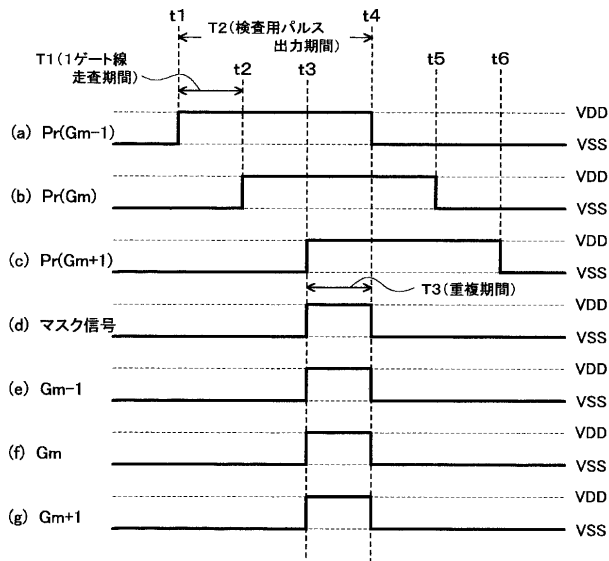 t1
T2(検査用パルス
出力期間)
t4
T1(1ゲート線
走査期間)
t2
t3
t5
t6
(a) Pr(Gm-1)
VDD
VSS
(b) Pr(Gm)
VDD
VSS
(c) Pr(Gm+1)
VDD
VSS
T3(重複期間)
(d) マスク信号
VDD
VSS
(e) Gm-1
VDD
VSS
(f) Gm
VDD
VSS
(g) Gm+1
VDD
VSS